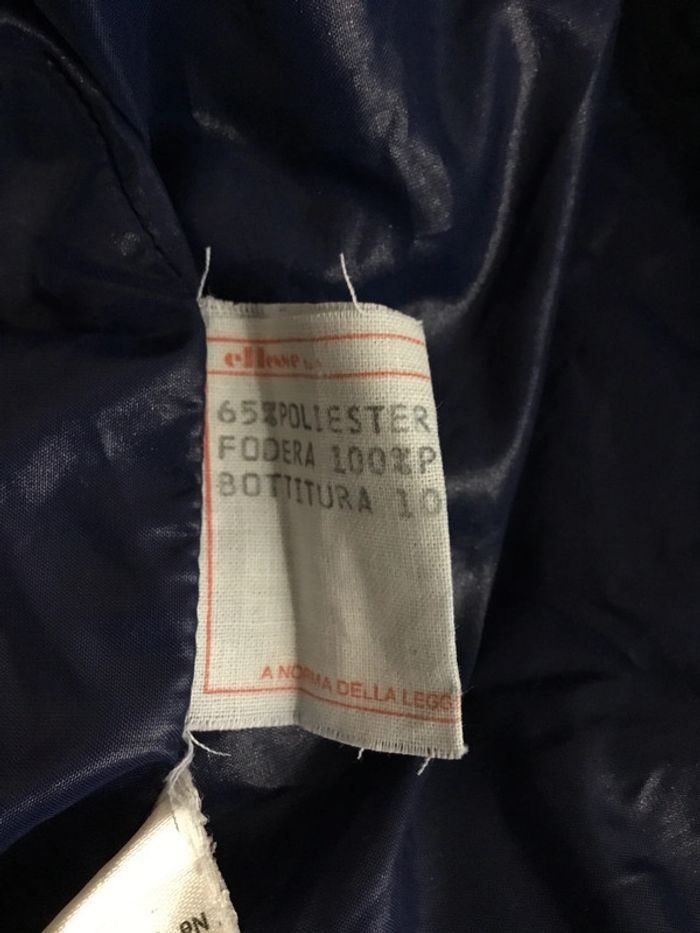 ellesse
65%POLIESTER
FODERA 100%P
BOTTITURA 10
A NORMA DELLA LEGG